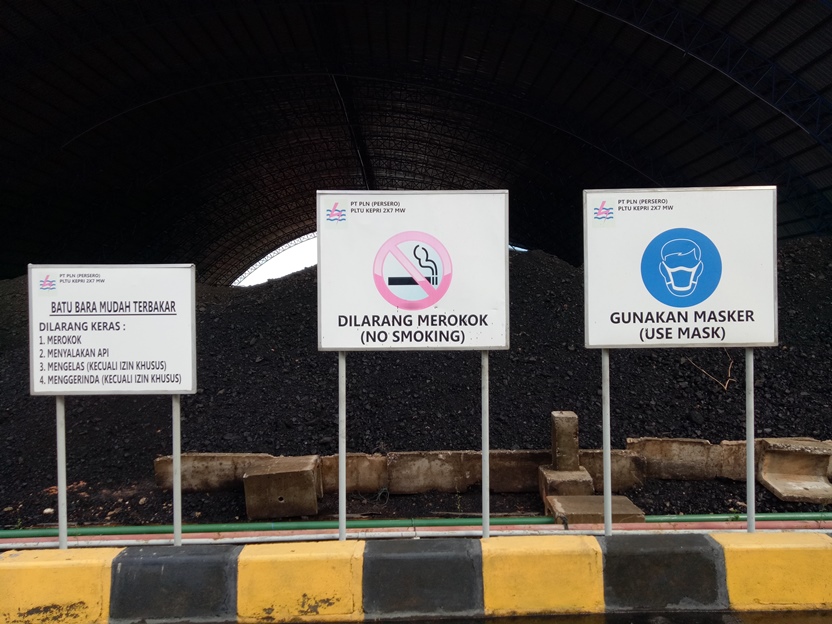 PT PLN (PERSERO)
PLTU KEPRI 2X7 MW
BATU BARA MUDAH TERBAKAR
DILARANG KERAS :
1. MEROKOK
2. MENYALAKAN API
3. MENGELAS (KECUALI IZIN KHUSUS)
4. MENGGERINDA (KECUALI IZIN KHUSUS)
PT PLN (PERSERO)
PLTU KEPRI 2X7 MW
DILARANG MEROKOK
(NO SMOKING)
PT PLN (PERSERO)
PLTU KEPRI 2X7 MW
GUNAKAN MASKER
(USE MASK)